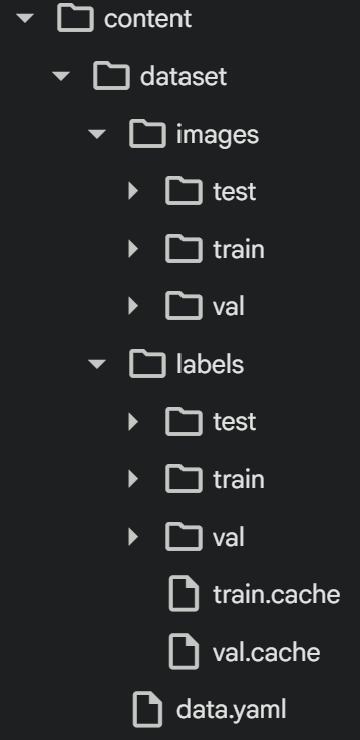 content
dataset
images
test
train
val
labels
test
train
val
train.cache
val.cache
data.yaml